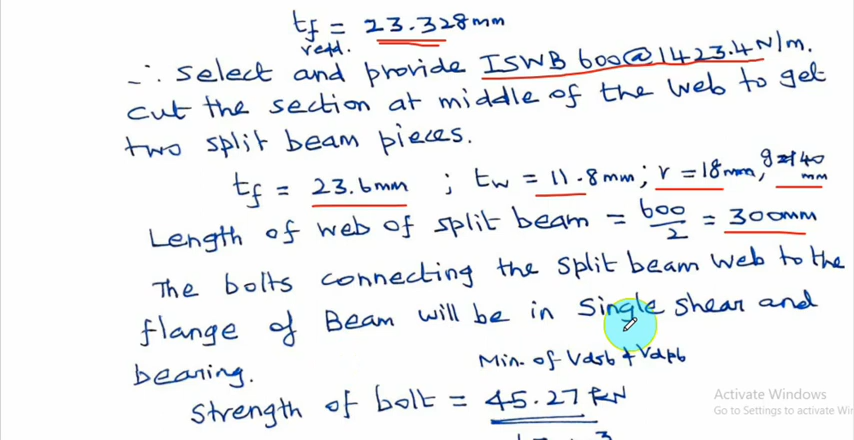 tf = 23.328mm
reqd.
∴ Select and provide ISWB 600@1423.4N/m.
cut the section at middle of the web to get
two split beam pieces.
tf = 23.6mm ; tw = 11.8mm; r = 18mm, g=140 mm
Length of web of split beam = 600/2 = 300mm
The bolts connecting the split beam web to the
flange of Beam will be in Single shear and
bearing.
Min. of Vdsb & Vdpb
Strength of bolt = 45.27 kN
Activate Windows
Go to Settings to activate Wi